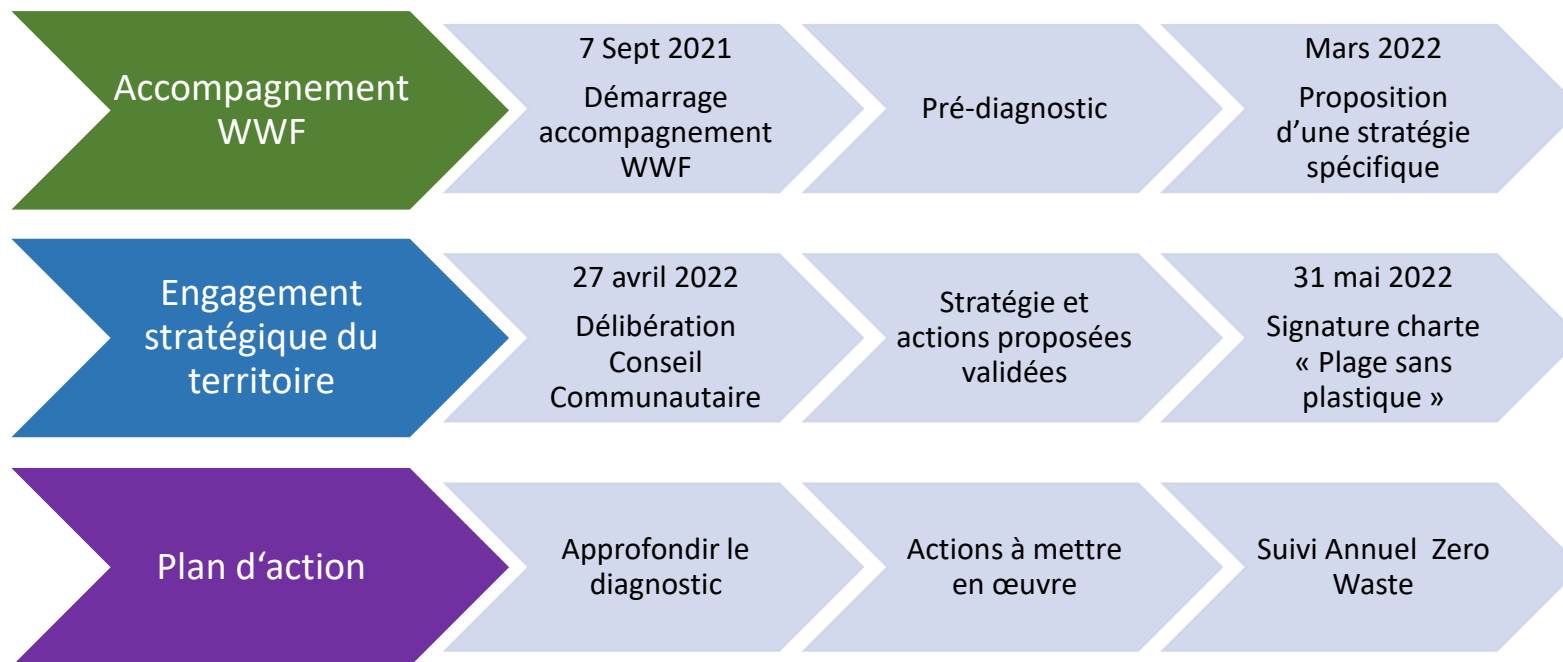 Accompagnement
WWF
7 Sept 2021
Démarrage
accompagnement
WWF
Pré-diagnostic
Mars 2022
Proposition
d’une stratégie
spécifique
Engagement
stratégique du
territoire
27 avril 2022
Délibération
Conseil
Communautaire
Stratégie et
actions proposées
validées
31 mai 2022
Signature charte
« Plage sans
plastique »
Plan d‘action
Approfondir le
diagnostic
Actions à mettre
en œuvre
Suivi Annuel  Zero
Waste